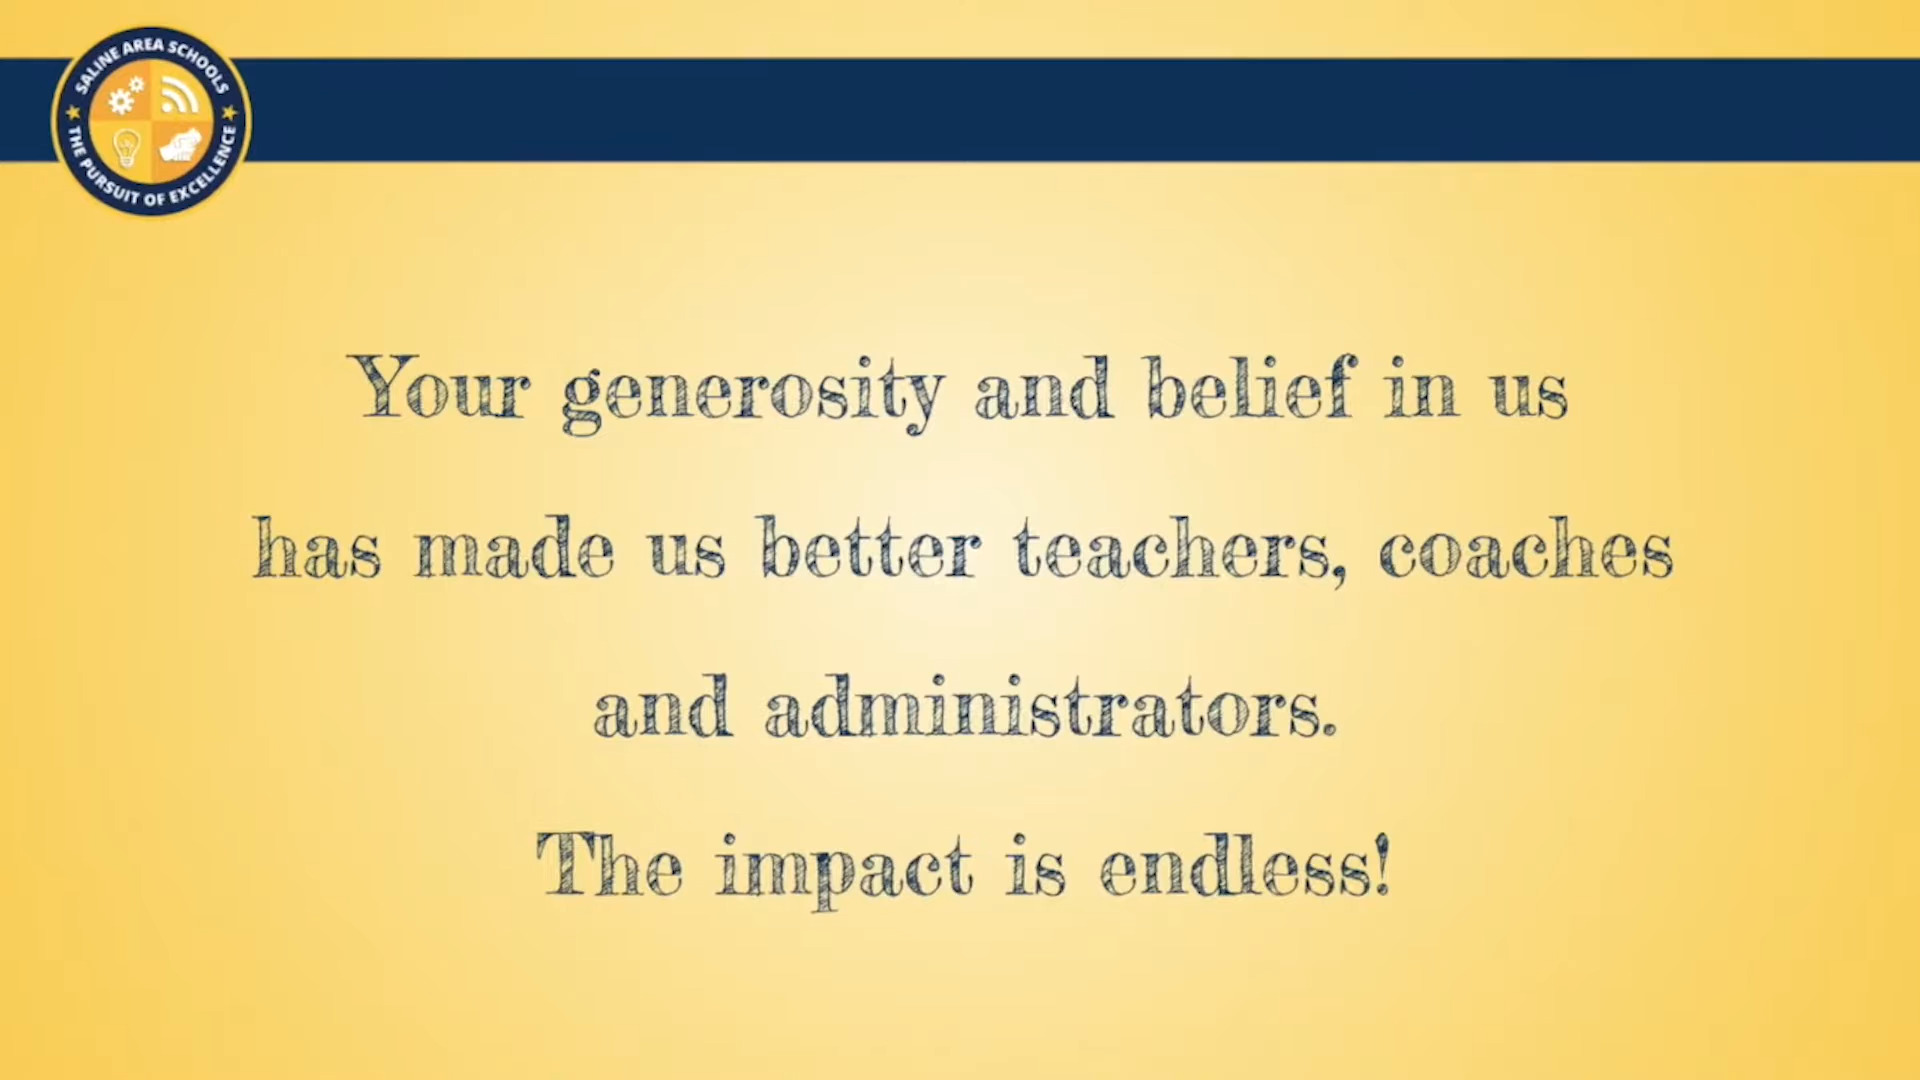 SALINE AREA SCHOOLS
THE PURSUIT OF EXCELLENCE
Your generosity and belief in us
has made us better teachers, coaches
and administrators.
The impact is endless!